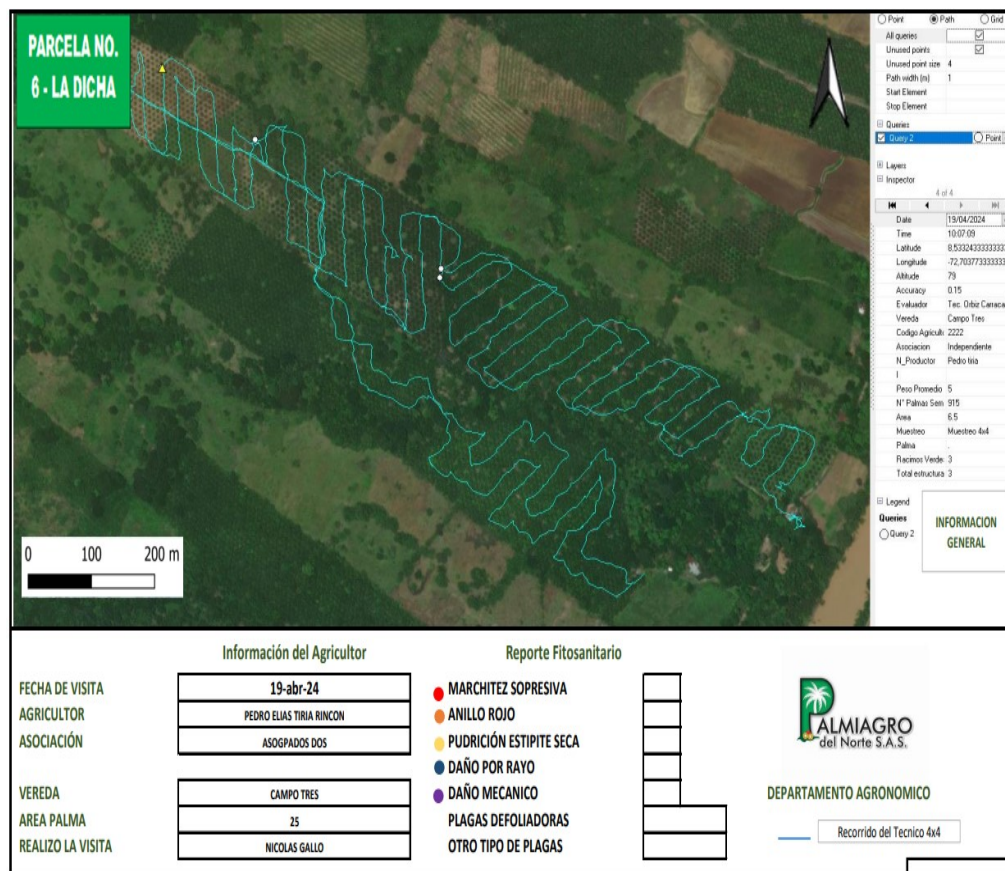 PARCELA NO.
6 - LA DICHA
Point Path Grid
All queries
Unused points
Unused point size 4
Path width (m) 1
Start Element
Stop Element
Queries
Query 2 Point
Layers
Inspector
4 of 4
Date 19/04/2024
Time 10:07:09
Latitude 8,5332433333333
Longitude -72,703773333333
Altitude 79
Accuracy 0.15
Evaluador Tec. Orbiz Carraca
Vereda Campo Tres
Codigo Agricult 2222
Asociacion Independiente
N_Productor Pedro tiria
I
Peso Promedio 5
N° Palmas Sem 915
Area 6.5
Muestreo Muestreo 4x4
Palma .
Racimos Verde: 3
Total estructura 3
Legend
Queries
Query 2
INFORMACION
GENERAL
0 100 200 m
Información del Agricultor
FECHA DE VISITA 19-abr-24
AGRICULTOR PEDRO ELIAS TIRIA RINCON
ASOCIACIÓN ASOGPADOS DOS
VEREDA CAMPO TRES
AREA PALMA 25
REALIZO LA VISITA NICOLAS GALLO
Reporte Fitosanitario
MARCHITEZ SOPRESIVA
ANILLO ROJO
PUDRICIÓN ESTIPITE SECA
DAÑO POR RAYO
DAÑO MECANICO
PLAGAS DEFOLIADORAS
OTRO TIPO DE PLAGAS
PALMIAGRO
del Norte S.A.S.
DEPARTAMENTO AGRONOMICO
Recorrido del Tecnico 4x4